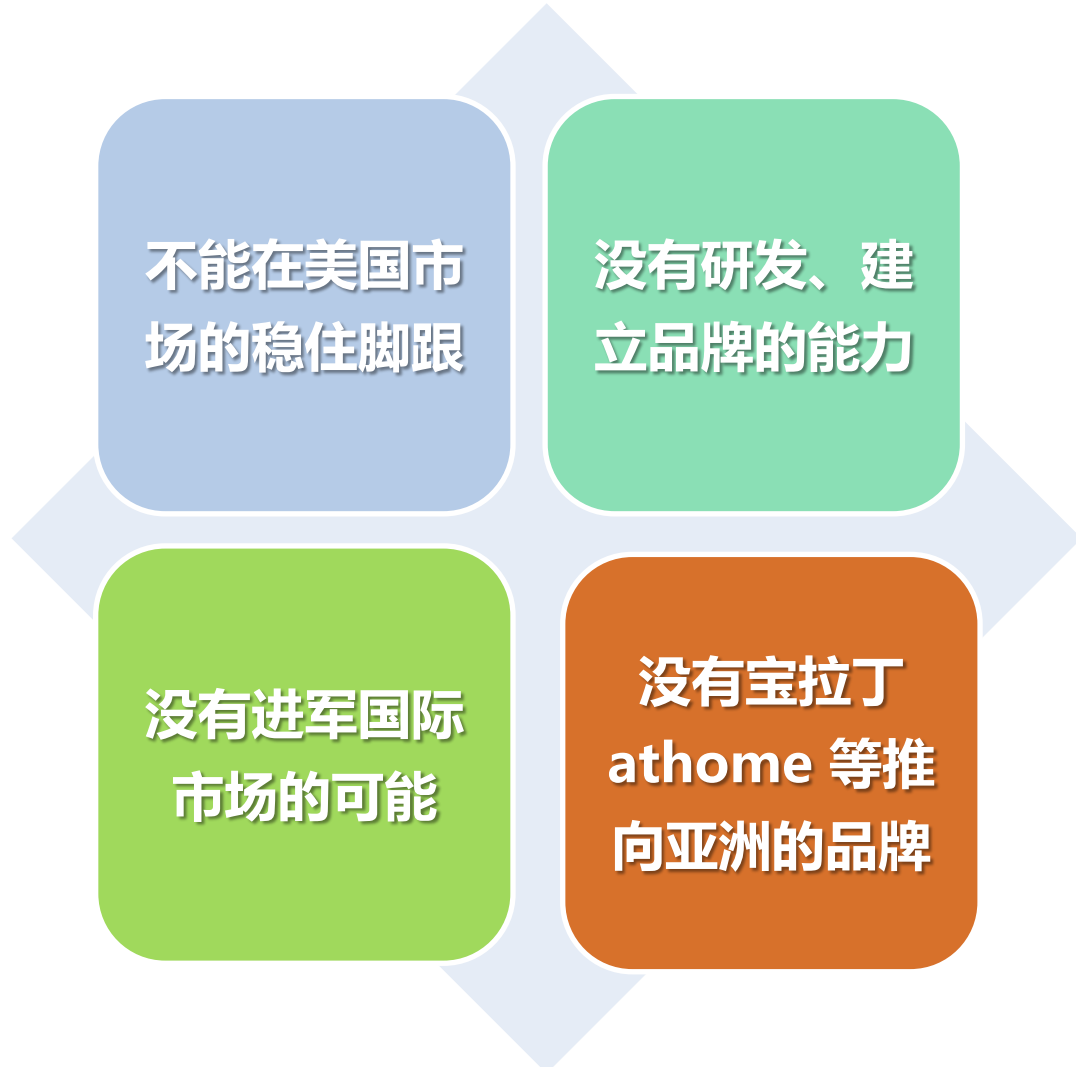 不能在美国市
场的稳住脚跟
没有研发、建
立品牌的能力
没有进军国际
市场的可能
没有宝拉丁
athome 等推
向亚洲的品牌